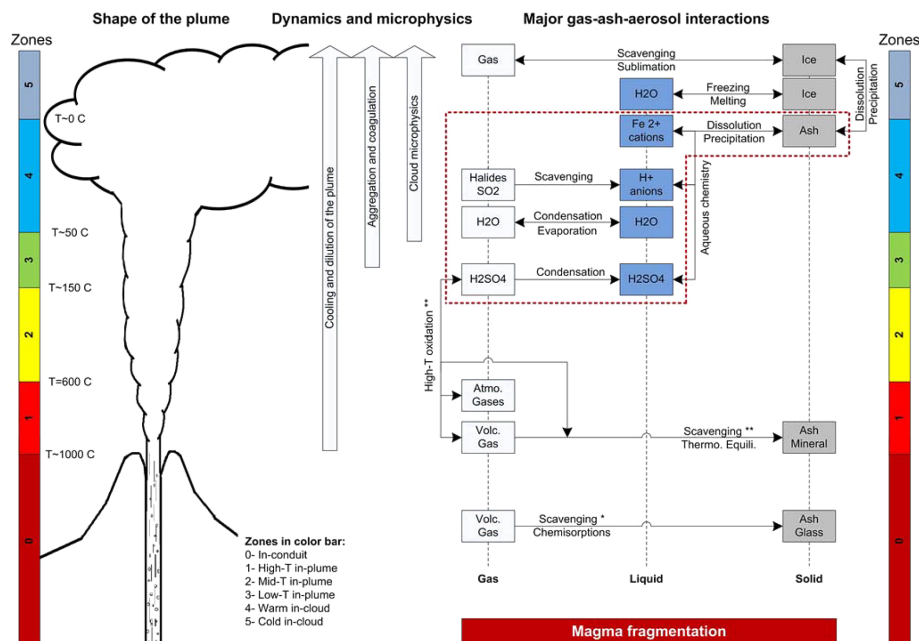 Shape of the plume
Dynamics and microphysics
Major gas-ash-aerosol interactions
Zones
Zones
5
4
3
2
1
0
T~0 C
T~50 C
T~150 C
T=600 C
T~1000 C
Cooling and dilution of the plume
Aggregation and coagulation
Cloud microphysics
Gas
Scavenging
Sublimation
Ice
H2O
Freezing
Melting
Ice
Dissolution
Precipitation
Fe 2+
cations
Dissolution
Precipitation
Ash
Halides
SO2
Scavenging
H+
anions
Aqueous chemistry
H2O
Condensation
Evaporation
H2O
H2SO4
Condensation
H2SO4
High-T oxidation **
Atmo.
Gases
Volc.
Gas
Scavenging **
Thermo. Equili.
Ash
Mineral
Volc.
Gas
Scavenging *
Chemisorptions
Ash
Glass
Gas
Liquid
Solid
Magma fragmentation
Zones in color bar:
0- In-conduit
1- High-T in-plume
2- Mid-T in-plume
3- Low-T in-plume
4- Warm in-cloud
5- Cold in-cloud
5
4
3
2
1
0